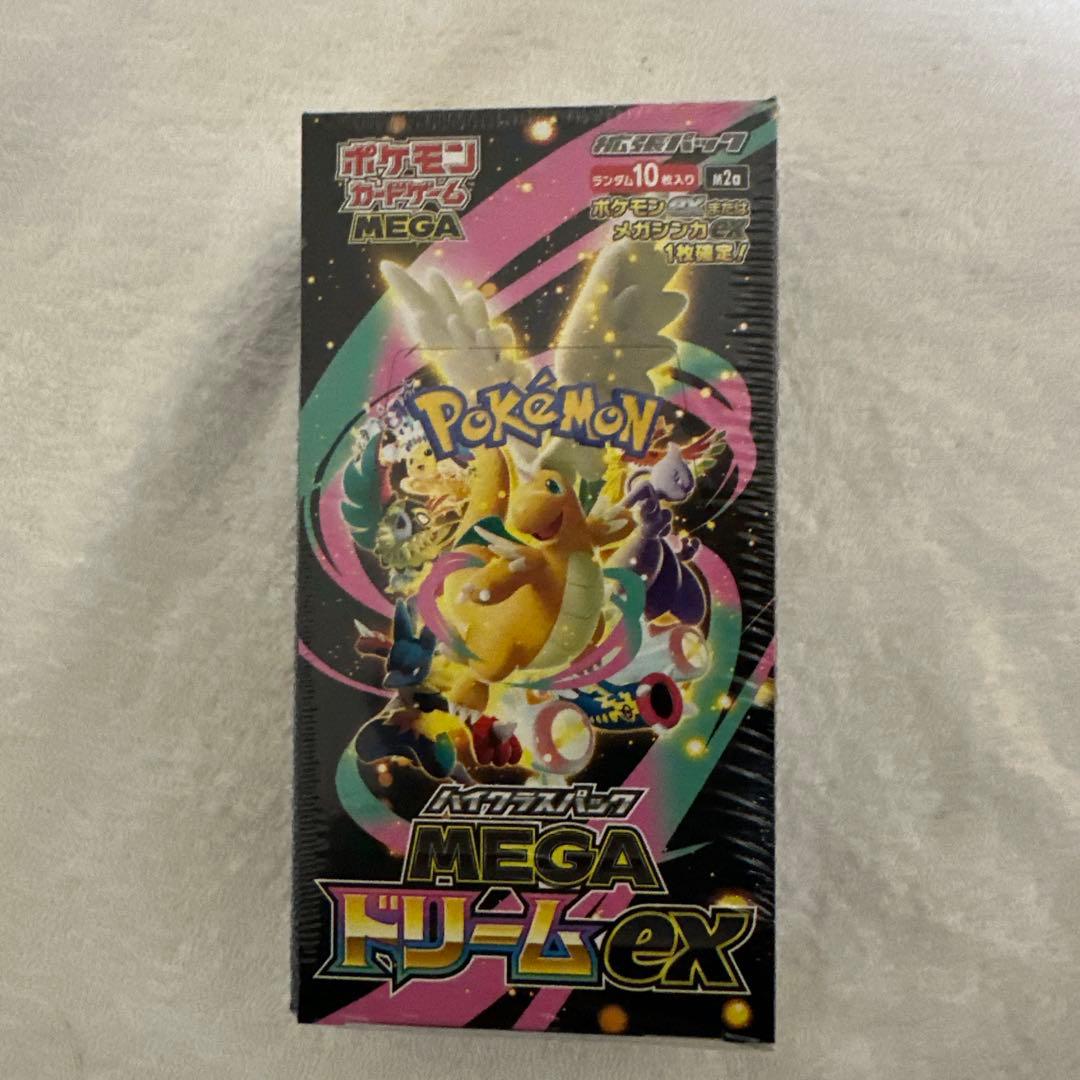 ポケモン
カードゲーム
MEGA
拡張パック
ランダム10枚入り M2a
ポケモンexまたは
メガシンカex
1枚確定!
POKéMON
ハイクラスパック
MEGA
ドリームex